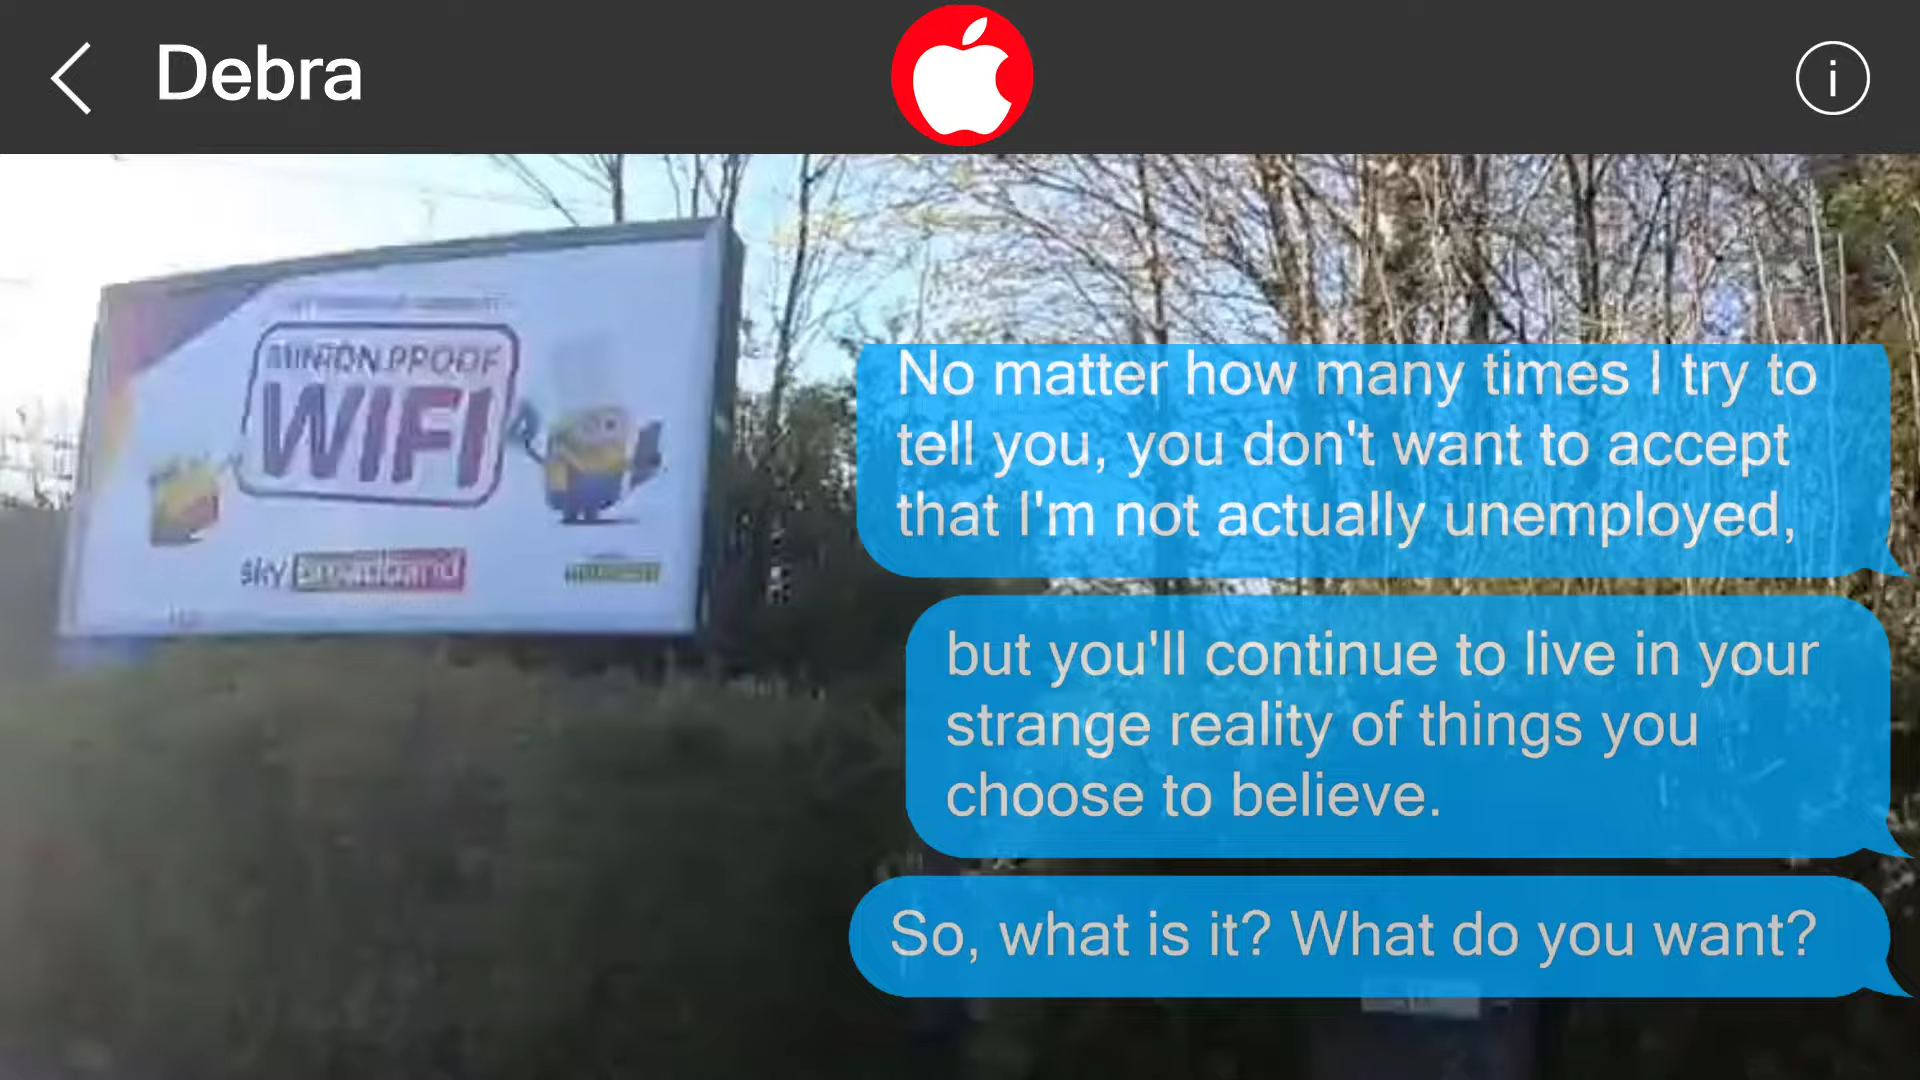 Debra
i
MINION PROOF
WIFI
sky broadband
No matter how many times I try to
tell you, you don't want to accept
that I'm not actually unemployed,
but you'll continue to live in your
strange reality of things you
choose to believe.
So, what is it? What do you want?